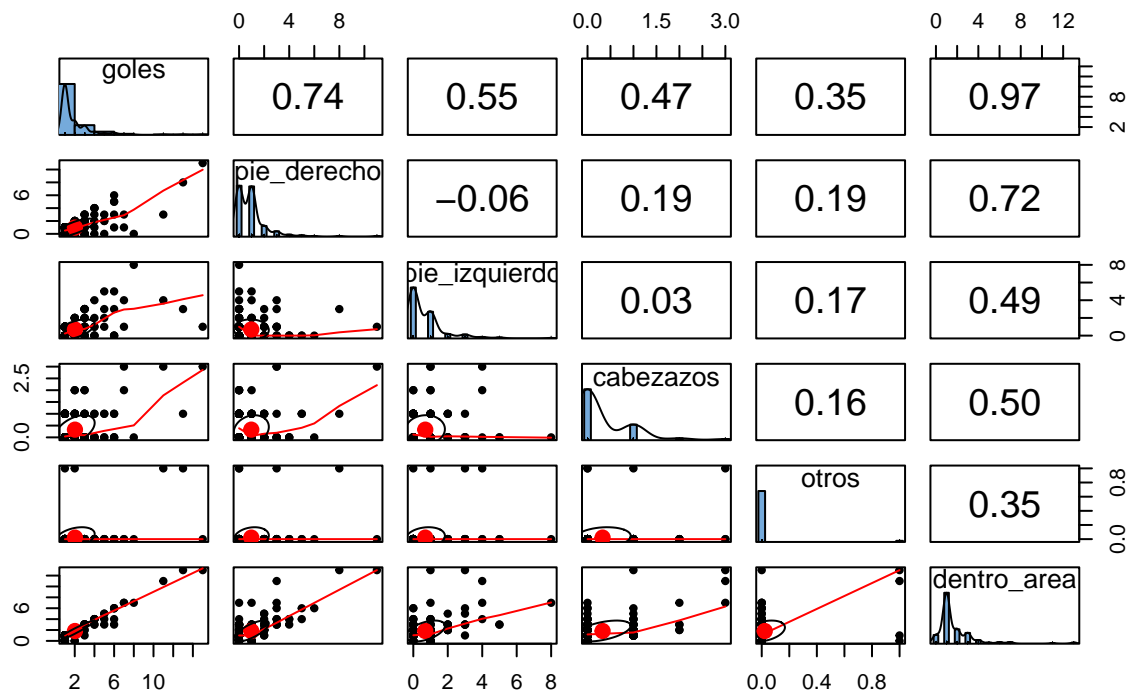 0 4 8 0.0 1.5 3.0 0 4 8 12
goles 0.74 0.55 0.47 0.35 0.97 2 8
0 6 pie_derecho −0.06 0.19 0.19 0.72
pie_izquierdo 0.03 0.17 0.49 0 4 8
0.0 2.5 cabezazos 0.16 0.50
otros 0.35 0.0 0.8
0 6 dentro_area
2 6 10 0 2 4 6 8 0.0 0.4 0.8